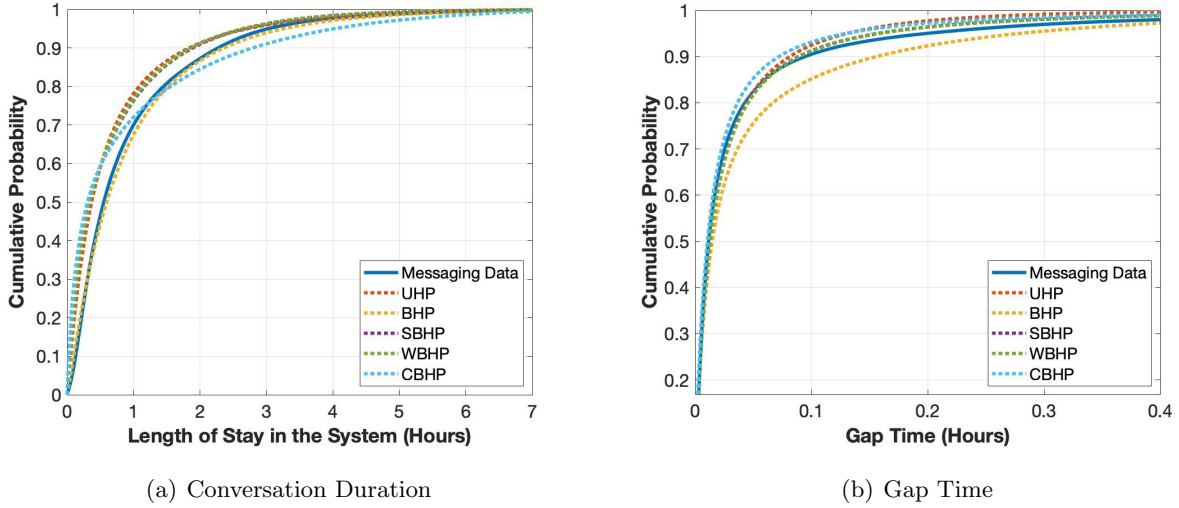 Cumulative Probability
1
0.9
0.8
0.7
0.6
0.5
0.4
0.3
0.2
0.1
0
0 1 2 3 4 5 6 7
Length of Stay in the System (Hours)
Messaging Data
UHP
BHP
SBHP
WBHP
CBHP
(a) Conversation Duration
Cumulative Probability
1
0.9
0.8
0.7
0.6
0.5
0.4
0.3
0.2
0 0.1 0.2 0.3 0.4
Gap Time (Hours)
Messaging Data
UHP
BHP
SBHP
WBHP
CBHP
(b) Gap Time